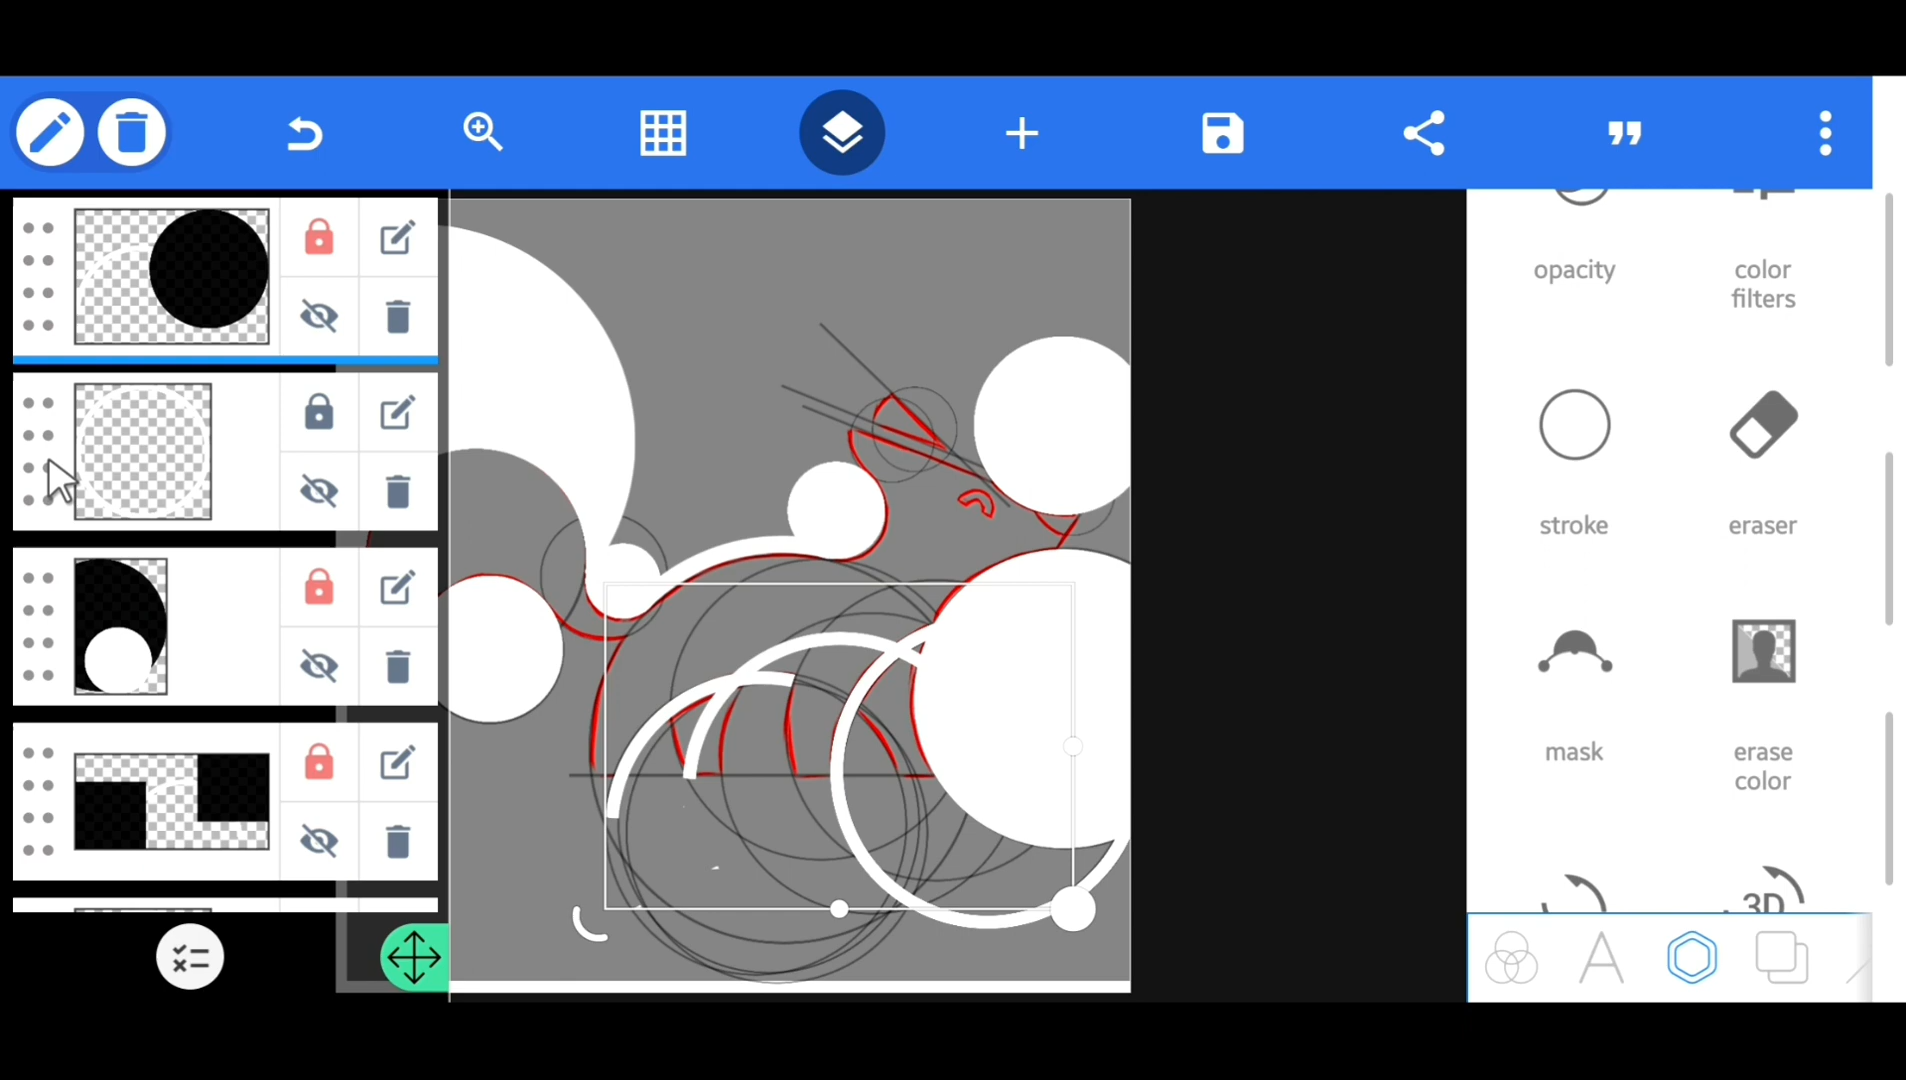 opacity
color
filters
stroke
eraser
mask
erase
color
3D